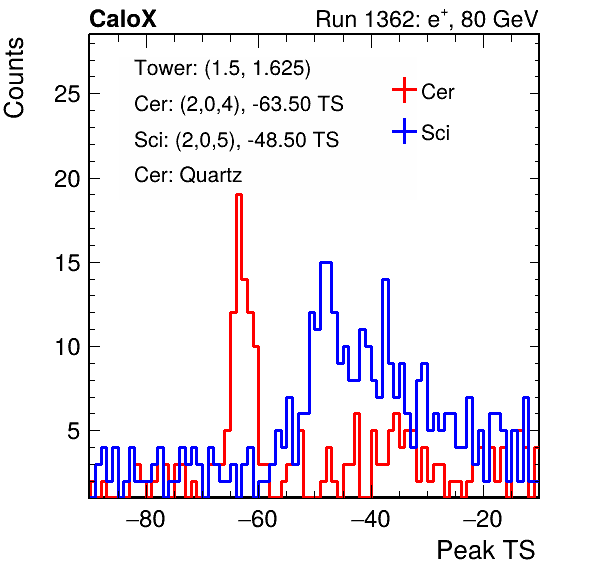 CaloX Run 1362: e+, 80 GeV
Counts
Tower: (1.5, 1.625)
Cer: (2,0,4), -63.50 TS
Sci: (2,0,5), -48.50 TS
Cer: Quartz
Cer
Sci
25
20
15
10
5
−80 −60 −40 −20
Peak TS